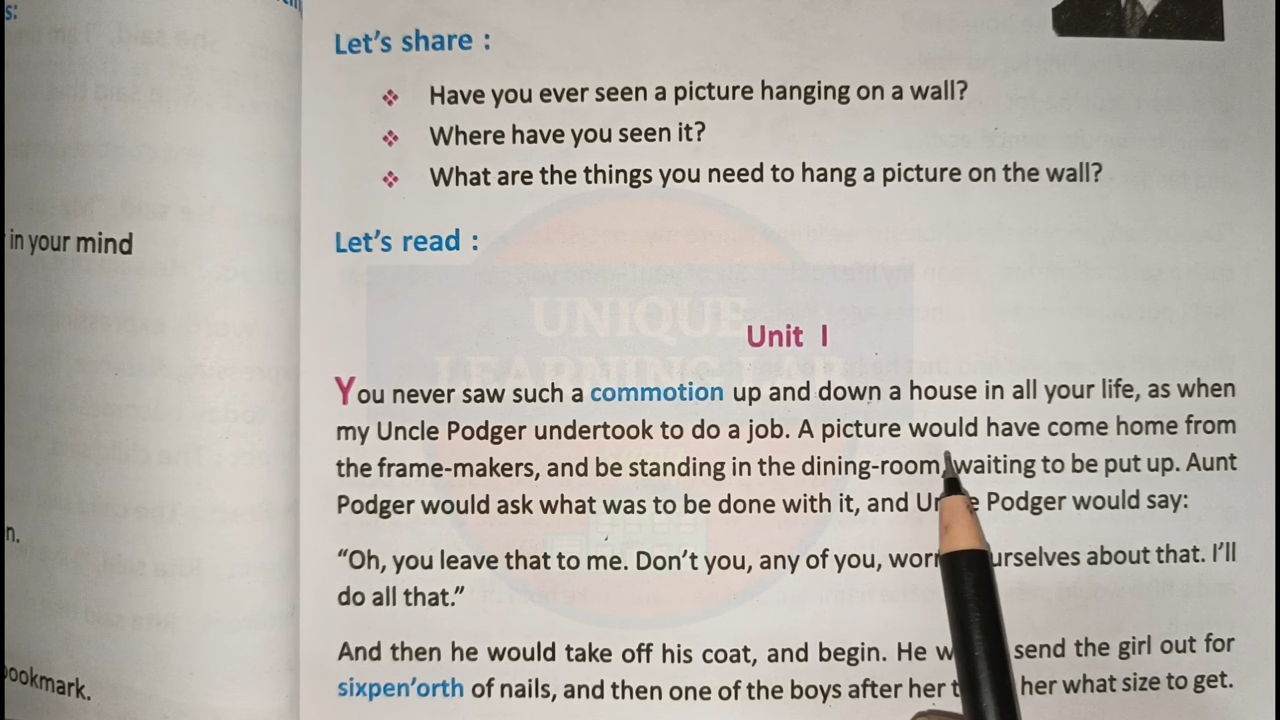 s:
in your mind
n.
bookmark.
Let's share :
❖ Have you ever seen a picture hanging on a wall?
❖ Where have you seen it?
❖ What are the things you need to hang a picture on the wall?
Let's read :
UNIQUE
LEARNING LAB
Unit I
You never saw such a commotion up and down a house in all your life, as when
my Uncle Podger undertook to do a job. A picture would have come home from
the frame-makers, and be standing in the dining-room, waiting to be put up. Aunt
Podger would ask what was to be done with it, and Uncle Podger would say:
“Oh, you leave that to me. Don't you, any of you, worry yourselves about that. I'll
do all that.”
And then he would take off his coat, and begin. He send the girl out for
sixpen'orth of nails, and then one of the boys after her her what size to get.